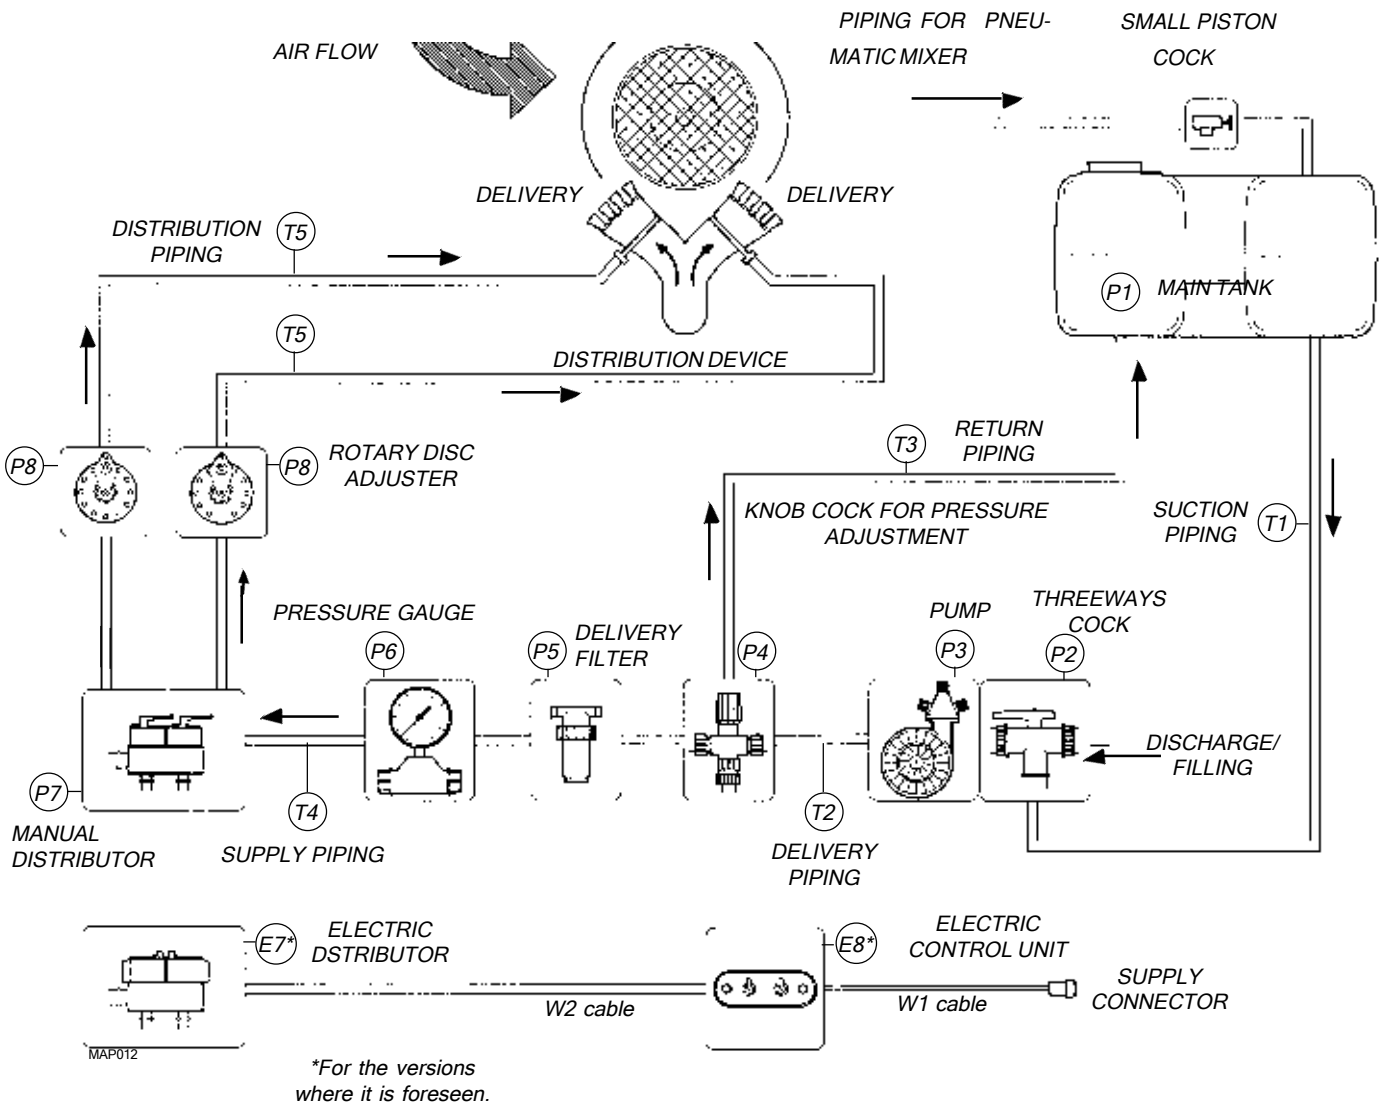 PIPING FOR PNEU-
MATIC MIXER
SMALL PISTON
COCK
AIR FLOW
DELIVERY
DELIVERY
DISTRIBUTION
PIPING
T5
P1
MAIN TANK
T5
DISTRIBUTION DEVICE
P8
P8
ROTARY DISC
ADJUSTER
T3
RETURN
PIPING
KNOB COCK FOR PRESSURE
ADJUSTMENT
SUCTION
PIPING
T1
PRESSURE GAUGE
P6
P5
DELIVERY
FILTER
P4
PUMP
P3
THREEWAYS
COCK
P2
DISCHARGE/
FILLING
P7
MANUAL
DISTRIBUTOR
T4
SUPPLY PIPING
T2
DELIVERY
PIPING
E7*
ELECTRIC
DSTRIBUTOR
E8*
ELECTRIC
CONTROL UNIT
W2 cable
W1 cable
SUPPLY
CONNECTOR
MAP012
*For the versions
where it is foreseen.